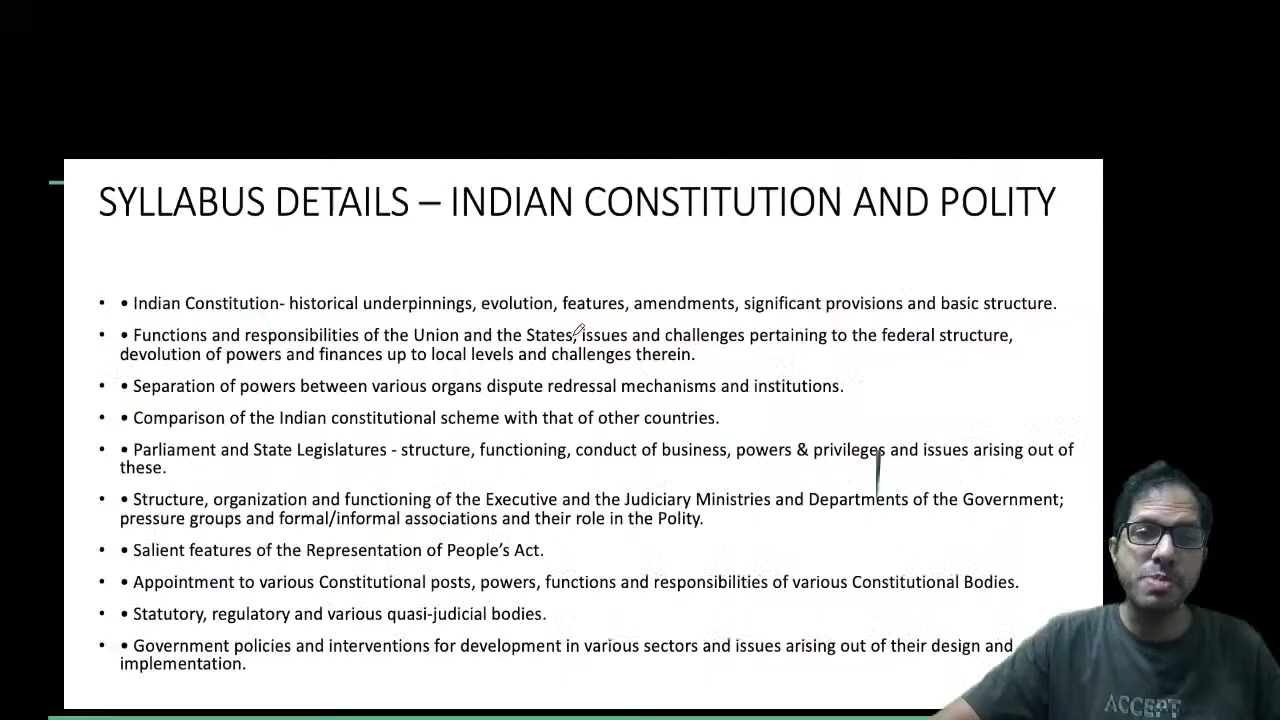 SYLLABUS DETAILS – INDIAN CONSTITUTION AND POLITY
• • Indian Constitution- historical underpinnings, evolution, features, amendments, significant provisions and basic structure.
• • Functions and responsibilities of the Union and the States, issues and challenges pertaining to the federal structure,
devolution of powers and finances up to local levels and challenges therein.
• • Separation of powers between various organs dispute redressal mechanisms and institutions.
• • Comparison of the Indian constitutional scheme with that of other countries.
• • Parliament and State Legislatures - structure, functioning, conduct of business, powers & privileges and issues arising out of
these.
• • Structure, organization and functioning of the Executive and the Judiciary Ministries and Departments of the Government;
pressure groups and formal/informal associations and their role in the Polity.
• • Salient features of the Representation of People's Act.
• • Appointment to various Constitutional posts, powers, functions and responsibilities of various Constitutional Bodies.
• • Statutory, regulatory and various quasi-judicial bodies.
• • Government policies and interventions for development in various sectors and issues arising out of their design and
implementation.
ACCEPT